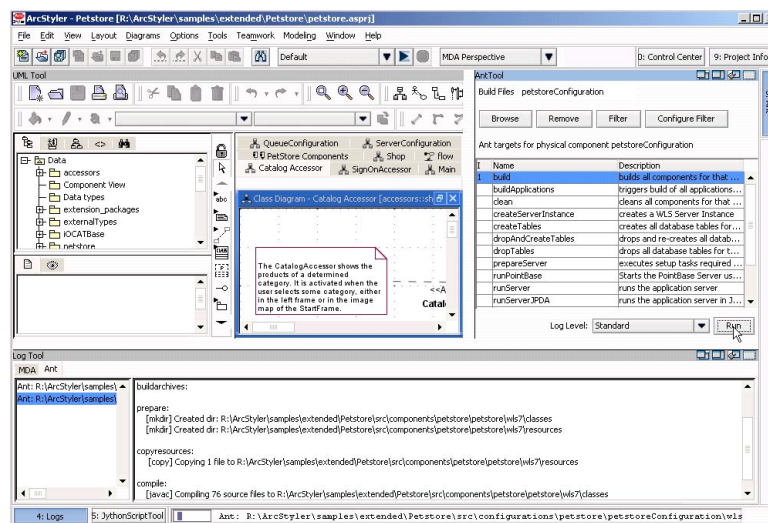 ArcStyler - Petstore [R:\ArcStyler\samples\extended\Petstore\petstore.asprj]
File Edit View Layout Diagrams Options Tools Teamwork Modeling Window Help
Default
MDA Perspective
0: Control Center
9: Project Info
UML Tool
AntTool
Build Files petstoreConfiguration
Browse
Remove
Filter
Configure Filter
Ant targets for physical component petstoreConfiguration
I Name Description
1 build builds all components for that ...
buildApplications triggers build of all applications...
clean cleans all components for that ...
createServerInstance creates a WLS Server Instance
createTables creates all database tables for...
dropAndCreateTables drops and re-creates all datab...
dropTables drops all database tables for t...
prepareServer executes setup tasks required ...
runPointBase Starts the PointBase Server us...
runServer runs the application server
runServerJPDA runs the application server in J...
Log Level: Standard
Run
Data
accessors
Component View
Data types
extension_packages
externalTypes
iOCATBase
petstore
abc
QueueConfiguration
ServerConfiguration
PetStore Components
Shop
flow
Catalog Accessor
SignOnAccessor
Main
Class Diagram - Catalog Accessor [accessors::sh
The CatalogAccessor shows the
products of a determined
category. It is activated when the
user selects some category, either
in the left frame or in the image
map of the StartFrame.
<<A
Catal
Log Tool
MDA Ant
Ant: R:\ArcStyler\samples\
Ant: R:\ArcStyler\samples\
buildarchives:
prepare:
[mkdir] Created dir: R:\ArcStyler\samples\extended\Petstore\src\components\petstore\petstore\wls7\classes
[mkdir] Created dir: R:\ArcStyler\samples\extended\Petstore\src\components\petstore\petstore\wls7\resources
copyresources:
[copy] Copying 1 file to R:\ArcStyler\samples\extended\Petstore\src\components\petstore\petstore\wls7\resources
compile:
[javac] Compiling 76 source files to R:\ArcStyler\samples\extended\Petstore\src\components\petstore\petstore\wls7\classes
4: Logs
5: JythonScriptTool
Ant: R:\ArcStyler\samples\extended\Petstore\src\configurations\petstore\petstoreConfiguration\wls